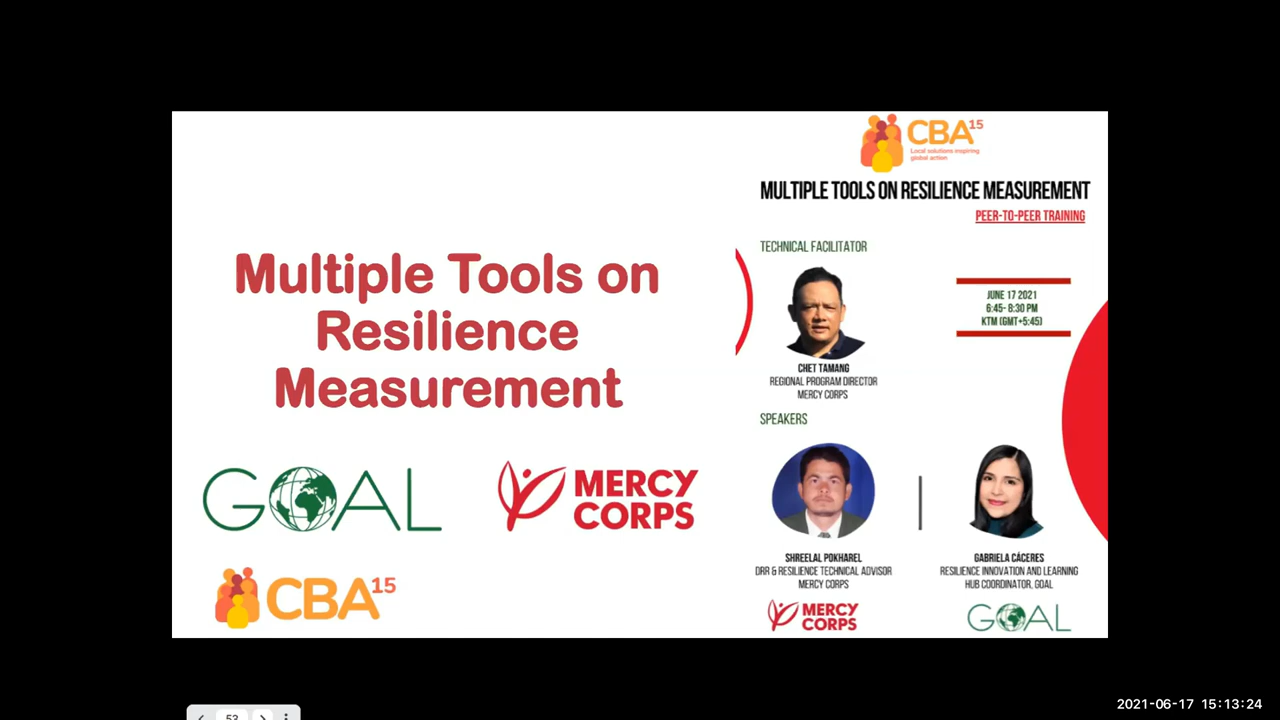 Multiple Tools on
Resilience
Measurement
GOAL
MERCY
CORPS
CBA15
CBA15
Local solutions inspiring
global action
MULTIPLE TOOLS ON RESILIENCE MEASUREMENT
PEER-TO-PEER TRAINING
TECHNICAL FACILITATOR
JUNE 17 2021
6:45- 8:30 PM
KTM (GMT+5:45)
CHET TAMANG
REGIONAL PROGRAM DIRECTOR
MERCY CORPS
SPEAKERS
SHREELAL POKHAREL
DRR & RESILIENCE TECHNICAL ADVISOR
MERCY CORPS
MERCY
CORPS
GABRIELA CÁCERES
RESILIENCE INNOVATION AND LEARNING
HUB COORDINATOR, GOAL
GOAL
53
2021-06-17 15:13:24